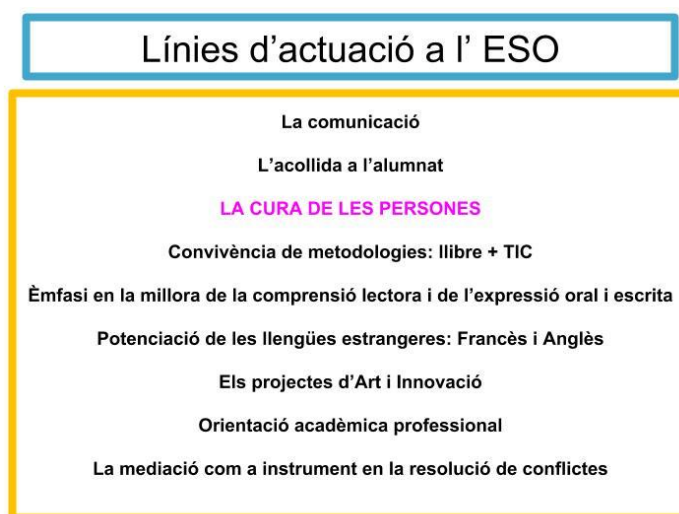 Línies d’actuació a l’ ESO
La comunicació
L’acollida a l’alumnat
LA CURA DE LES PERSONES
Convivència de metodologies: llibre + TIC
Èmfasi en la millora de la comprensió lectora i de l’expressió oral i escrita
Potenciació de les llengües estrangeres: Francès i Anglès
Els projectes d’Art i Innovació
Orientació acadèmica professional
La mediació com a instrument en la resolució de conflictes